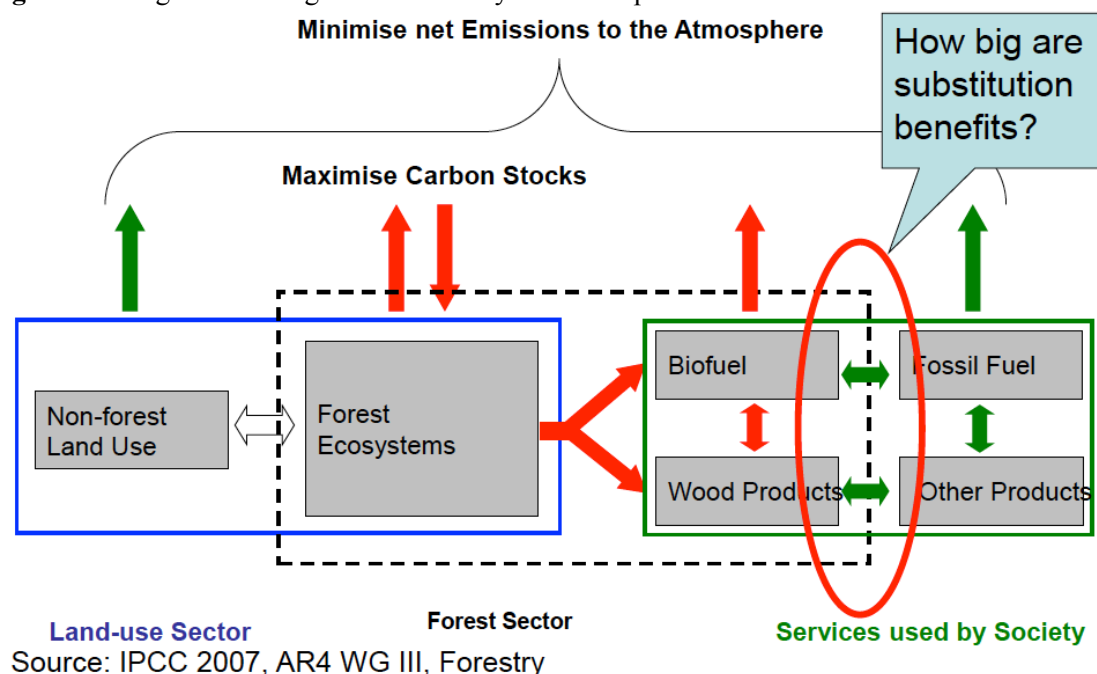 Minimise net Emissions to the Atmosphere
How big are
substitution
benefits?
Maximise Carbon Stocks
Non-forest
Land Use
Forest
Ecosystems
Biofuel
Fossil Fuel
Wood Products
Other Products
Land-use Sector
Forest Sector
Services used by Society
Source: IPCC 2007, AR4 WG III, Forestry